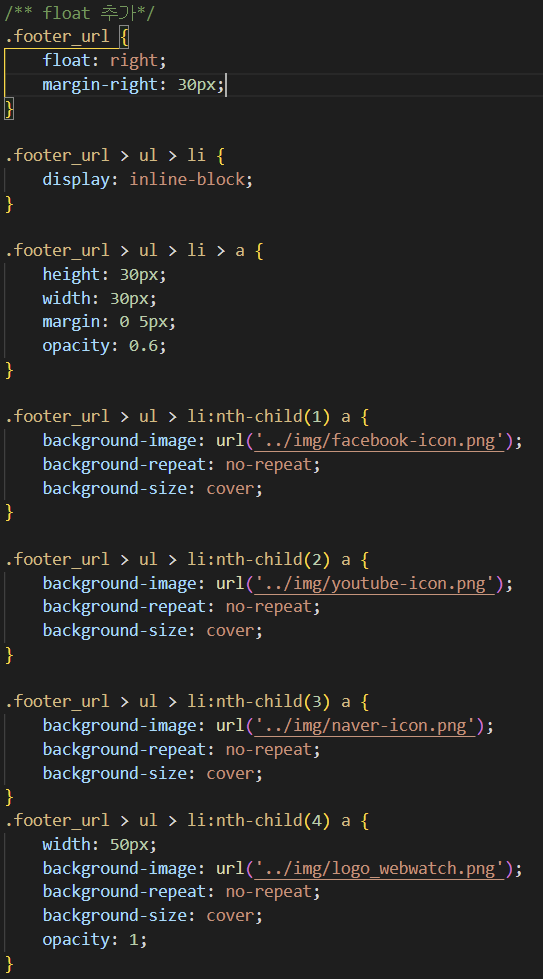 /** float 추가*/
.footer_url {
    float: right;
    margin-right: 30px;
}

.footer_url > ul > li {
    display: inline-block;
}

.footer_url > ul > li > a {
    height: 30px;
    width: 30px;
    margin: 0 5px;
    opacity: 0.6;
}

.footer_url > ul > li:nth-child(1) a {
    background-image: url('../img/facebook-icon.png');
    background-repeat: no-repeat;
    background-size: cover;
}

.footer_url > ul > li:nth-child(2) a {
    background-image: url('../img/youtube-icon.png');
    background-repeat: no-repeat;
    background-size: cover;
}

.footer_url > ul > li:nth-child(3) a {
    background-image: url('../img/naver-icon.png');
    background-repeat: no-repeat;
    background-size: cover;
}
.footer_url > ul > li:nth-child(4) a {
    width: 50px;
    background-image: url('../img/logo_webwatch.png');
    background-repeat: no-repeat;
    background-size: cover;
    opacity: 1;
}